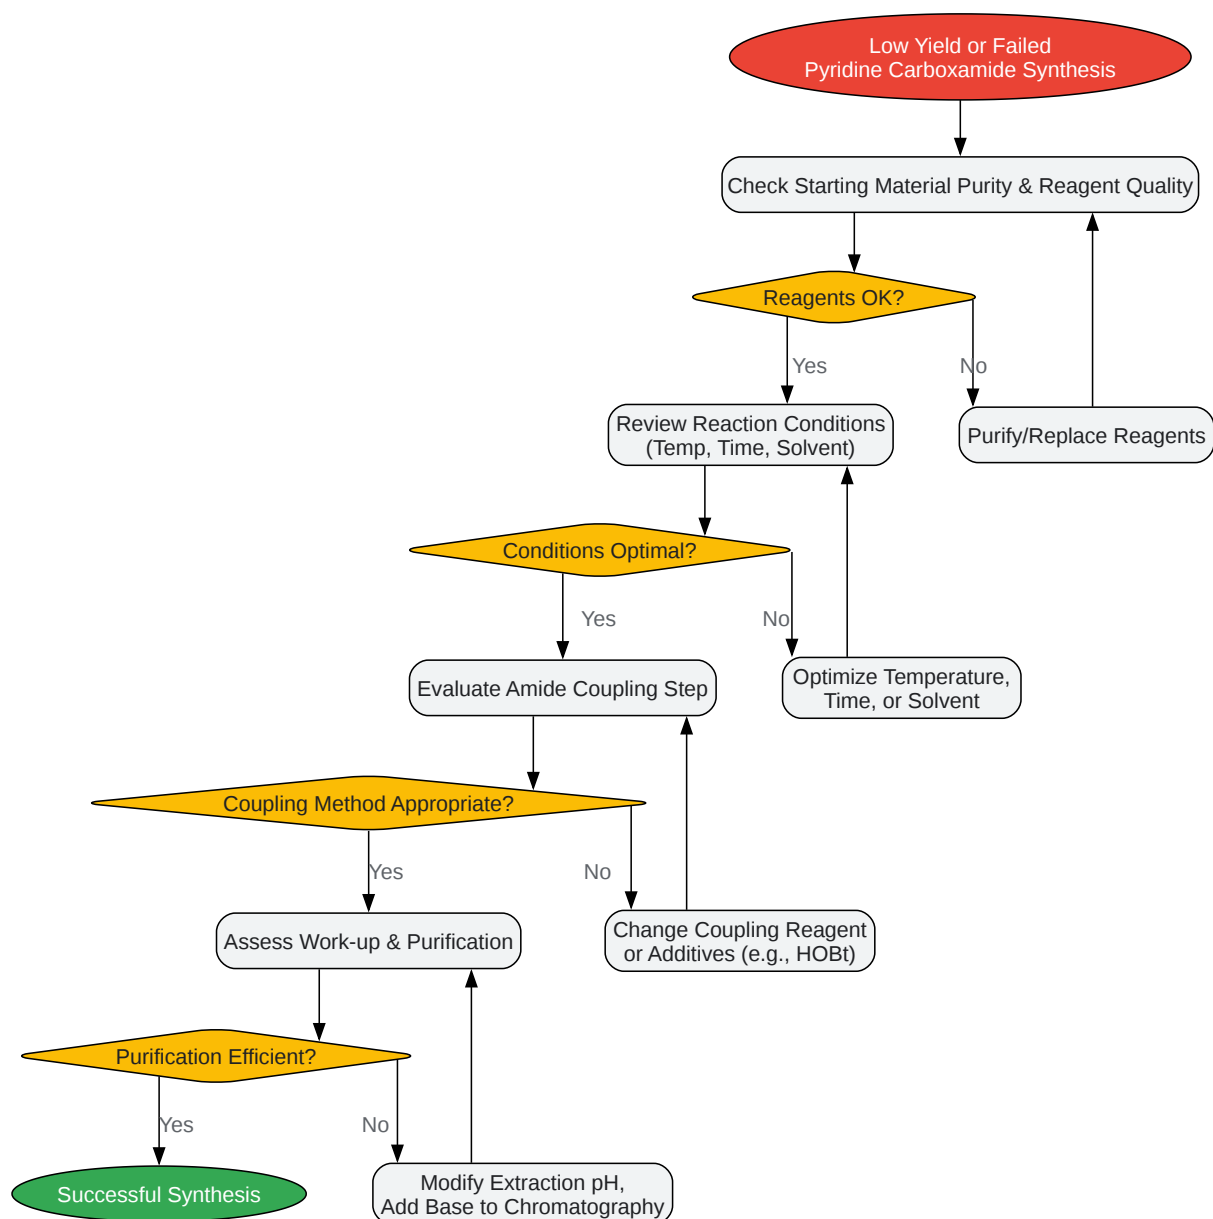 Low Yield or Failed
Pyridine Carboxamide Synthesis
Check Starting Material Purity & Reagent Quality
Reagents OK?
Yes
No
Review Reaction Conditions
(Temp, Time, Solvent)
Purify/Replace Reagents
Conditions Optimal?
Yes
No
Evaluate Amide Coupling Step
Optimize Temperature,
Time, or Solvent
Coupling Method Appropriate?
Yes
No
Assess Work-up & Purification
Change Coupling Reagent
or Additives (e.g., HOBt)
Purification Efficient?
Yes
No
Successful Synthesis
Modify Extraction pH,
Add Base to Chromatography